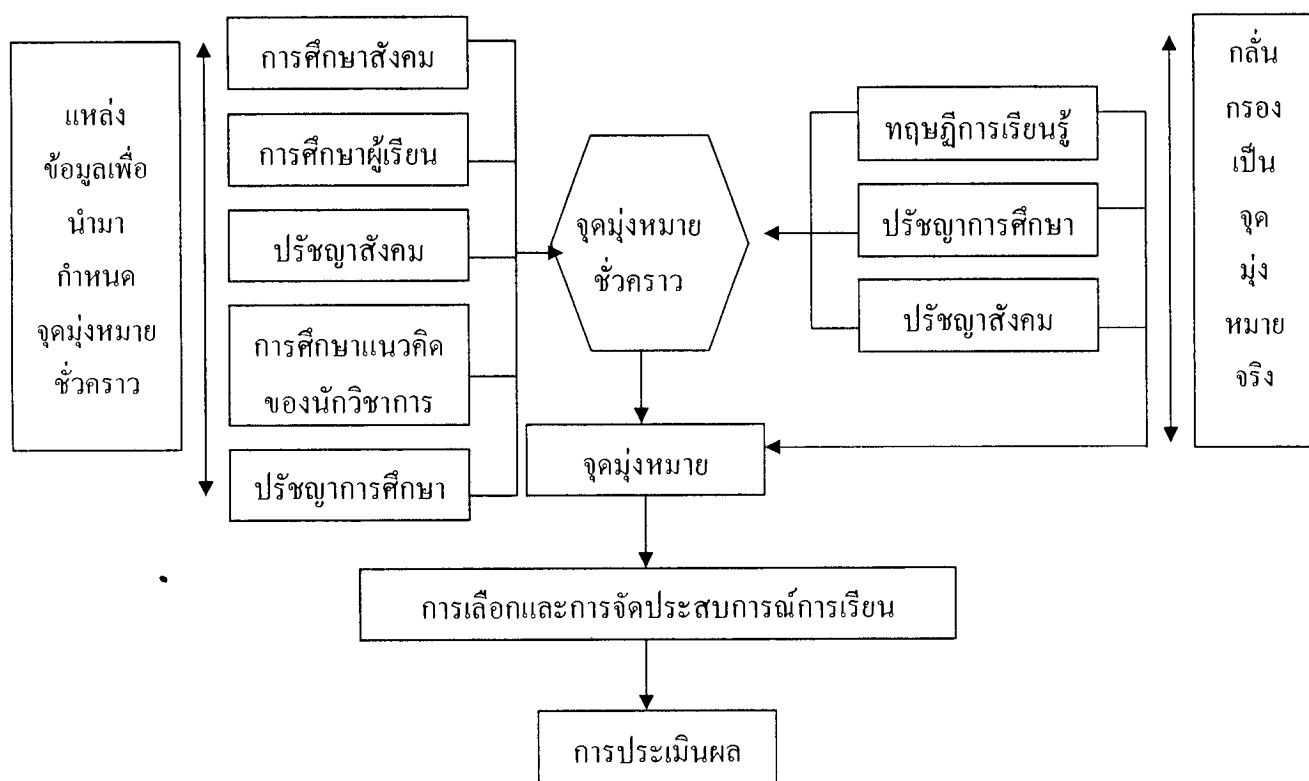 แหล่ง
ข้อมูลเพื่อ
นำมา
กำหนด
จุดมุ่งหมาย
ชั่วคราว
การศึกษาสังคม
การศึกษาผู้เรียน
ปรัชญาสังคม
การศึกษาแนวคิด
ของนักวิชาการ
ปรัชญาการศึกษา
จุดมุ่งหมาย
ชั่วคราว
ทฤษฎีการเรียนรู้
ปรัชญาการศึกษา
ปรัชญาสังคม
กลั่น
กรอง
เป็น
จุด
มุ่ง
หมาย
จริง
จุดมุ่งหมาย
การเลือกและการจัดประสบการณ์การเรียน
การประเมินผล